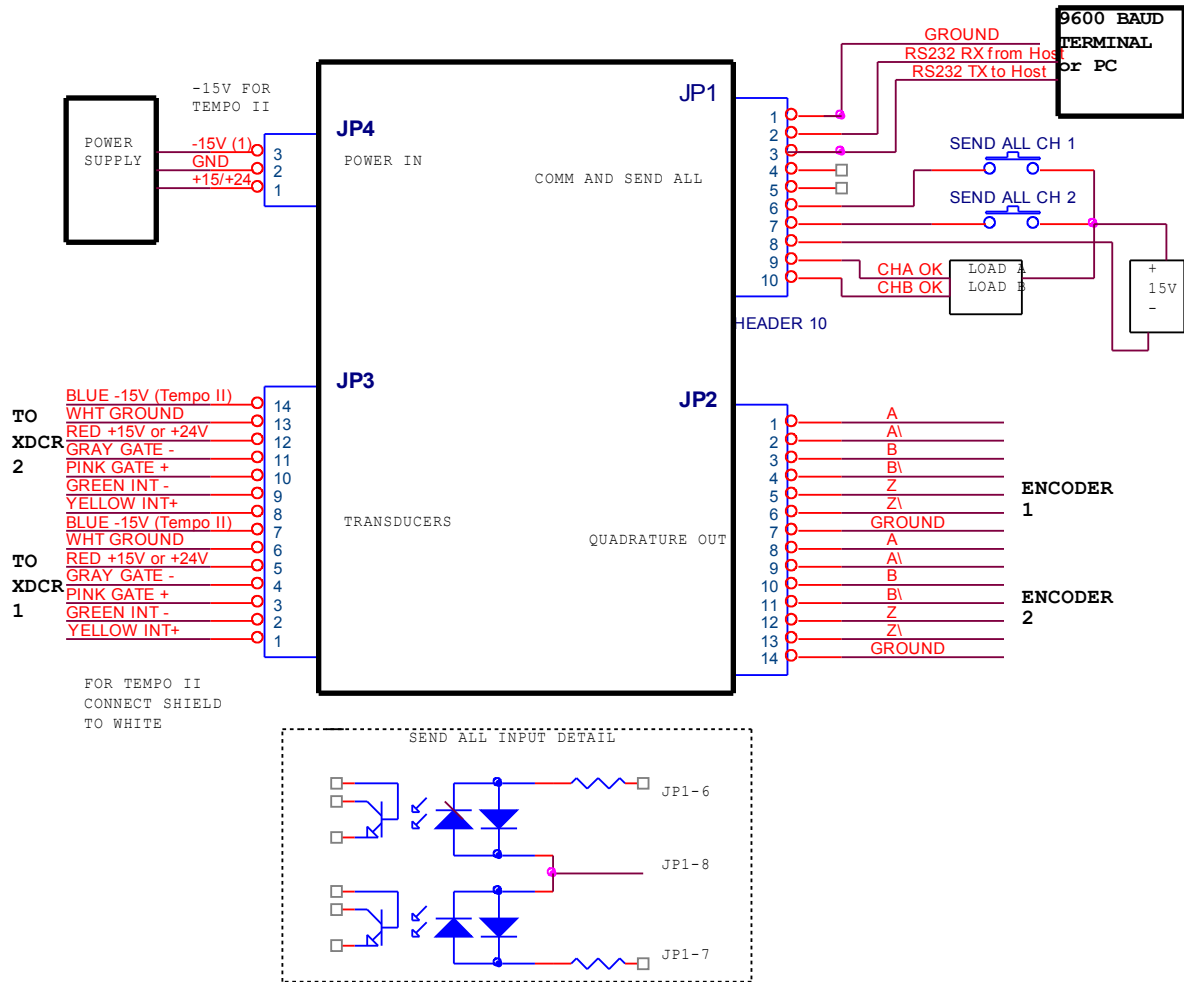 9600 BAUD
TERMINAL
or PC
GROUND
RS232 RX from Host
RS232 TX to Host
-15V FOR
TEMPO II
POWER
SUPPLY
-15V (1)
GND
+15/+24
3
2
1
JP4
POWER IN
JP1
COMM AND SEND ALL
1
2
3
4
5
6
7
8
9
10
SEND ALL CH 1
SEND ALL CH 2
CHA OK
CHB OK
LOAD A
LOAD B
+
15V
-
HEADER 10
JP3
TRANSDUCERS
TO
XDCR
2
BLUE -15V (Tempo II)
WHT GROUND
RED +15V or +24V
GRAY GATE -
PINK GATE +
GREEN INT -
YELLOW INT+
TO
XDCR
1
BLUE -15V (Tempo II)
WHT GROUND
RED +15V or +24V
GRAY GATE -
PINK GATE +
GREEN INT -
YELLOW INT+
14
13
12
11
10
9
8
7
6
5
4
3
2
1
JP2
QUADRATURE OUT
1
2
3
4
5
6
7
8
9
10
11
12
13
14
A
A\
B
B\
Z
Z\
GROUND
A
A\
B
B\
Z
Z\
GROUND
ENCODER
1
ENCODER
2
FOR TEMPO II
CONNECT SHIELD
TO WHITE
SEND ALL INPUT DETAIL
JP1-6
JP1-8
JP1-7